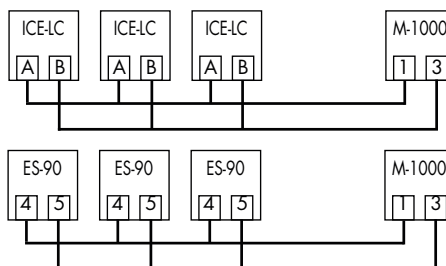 ICE-LC ICE-LC ICE-LC M-1000
A B A B A B 1 3
ES-90 ES-90 ES-90 M-1000
4 5 4 5 4 5 1 3